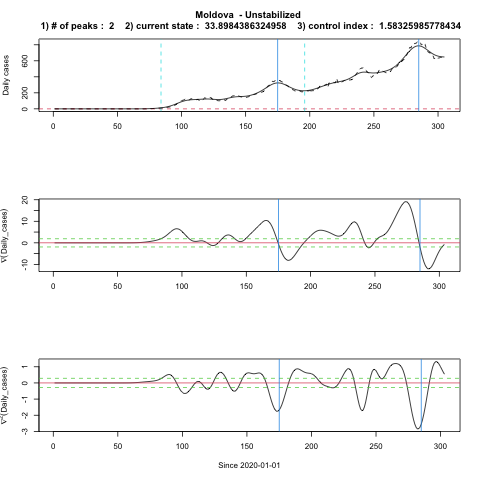 Moldova - Unstabilized
1) # of peaks : 2 2) current state : 33.8984386324958 3) control index : 1.58325985778434
Daily cases
600
200
0
0 50 100 150 200 250 300
∇(Daily_cases)
20
10
0
-10
0 50 100 150 200 250 300
∇²(Daily_cases)
1
0
-1
-2
-3
0 50 100 150 200 250 300
Since 2020-01-01